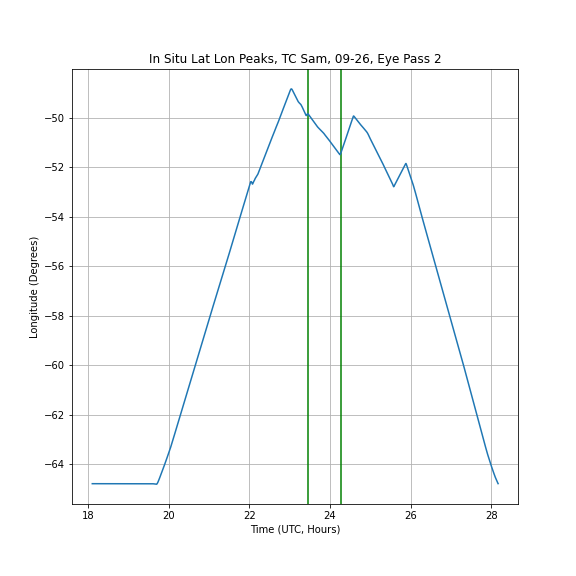 In Situ Lat Lon Peaks, TC Sam, 09-26, Eye Pass 2
Longitude (Degrees)
−50
−52
−54
−56
−58
−60
−62
−64
18 20 22 24 26 28
Time (UTC, Hours)